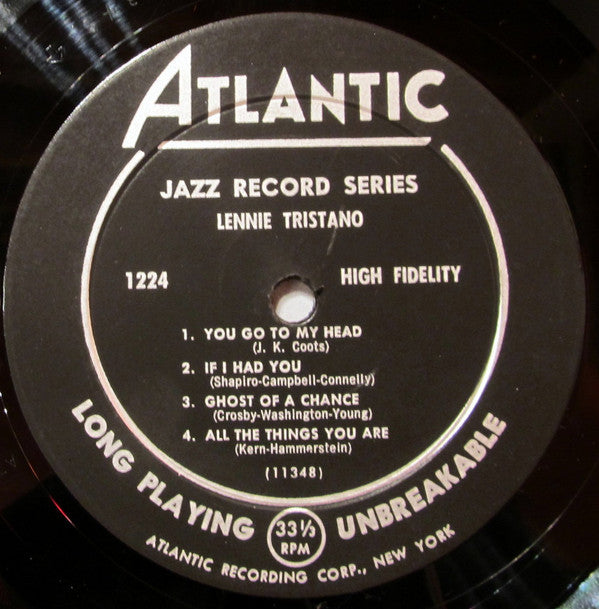 ATLANTIC
JAZZ RECORD SERIES
LENNIE TRISTANO
1224 HIGH FIDELITY
1. YOU GO TO MY HEAD
(J. K. Coots)
2. IF I HAD YOU
(Shapiro-Campbell-Connelly)
3. GHOST OF A CHANCE
(Crosby-Washington-Young)
4. ALL THE THINGS YOU ARE
(Kern-Hammerstein)
(11348)
LONG PLAYING 33⅓ RPM UNBREAKABLE
ATLANTIC RECORDING CORP., NEW YORK